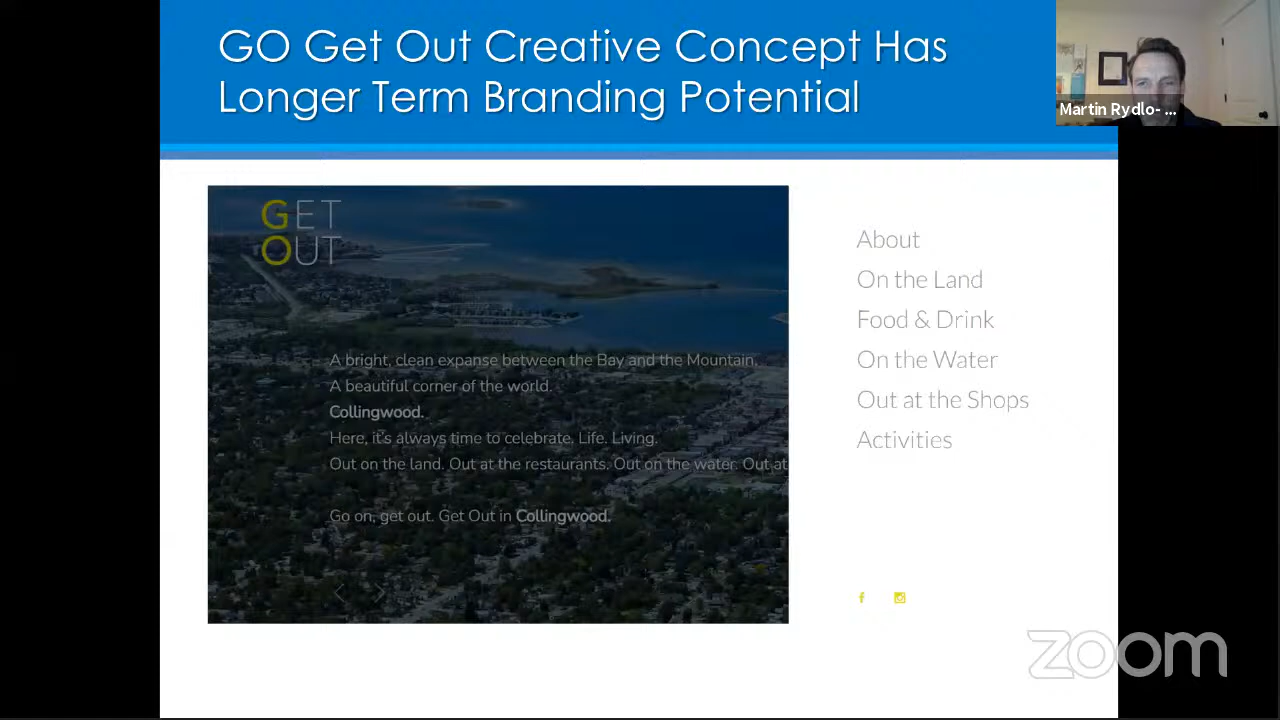 GO Get Out Creative Concept Has
Longer Term Branding Potential
Martin Rydlo- ...
GET
OUT
A bright, clean expanse between the Bay and the Mountain.
A beautiful corner of the world.
Collingwood.
Here, it's always time to celebrate. Life. Living.
Out on the land. Out at the restaurants. Out on the water. Out at
Go on, get out. Get Out in Collingwood.
About
On the Land
Food & Drink
On the Water
Out at the Shops
Activities
zoom